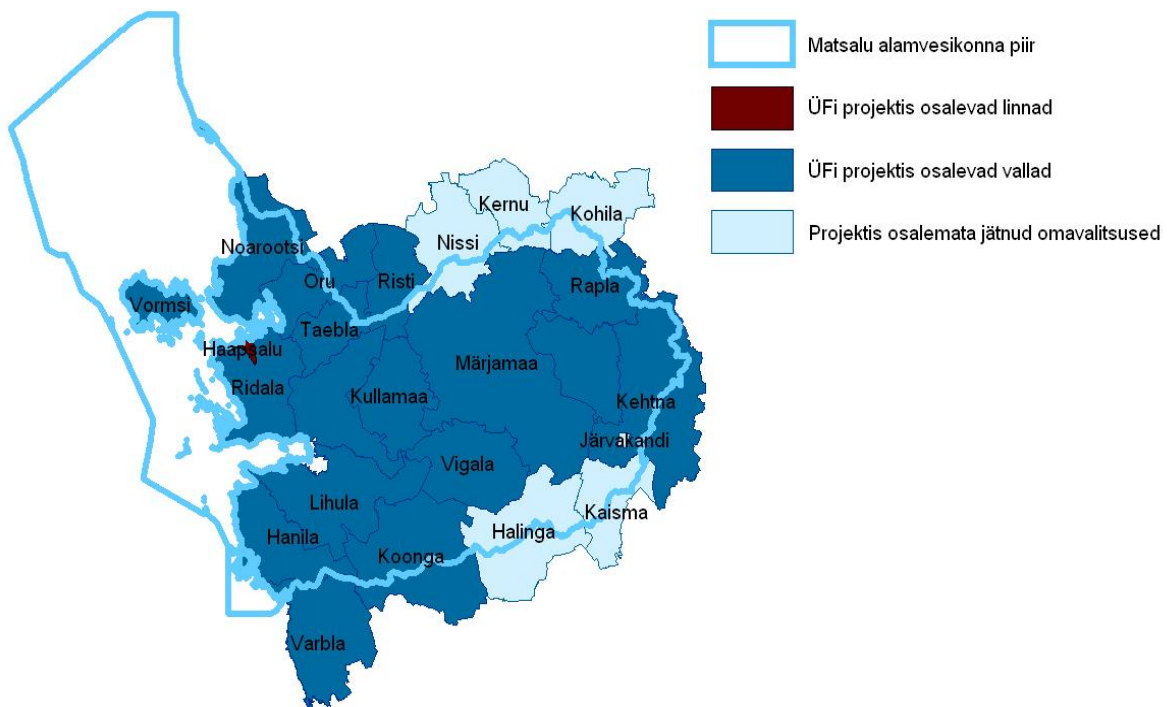 Matsalu alamvesikonna piir
ÜFi projektis osalevad linnad
ÜFi projektis osalevad vallad
Projektis osalemata jätnud omavalitsused
Kernu
Kohila
Nissi
Noarootsi
Oru
Risti
Rapla
Vormsi
Taebla
Haapsalu
Märjamaa
Ridala
Kullamaa
Kehtna
Järvakandi
Vigala
Lihula
Kaisma
Halinga
Hanila
Koonga
Varbla